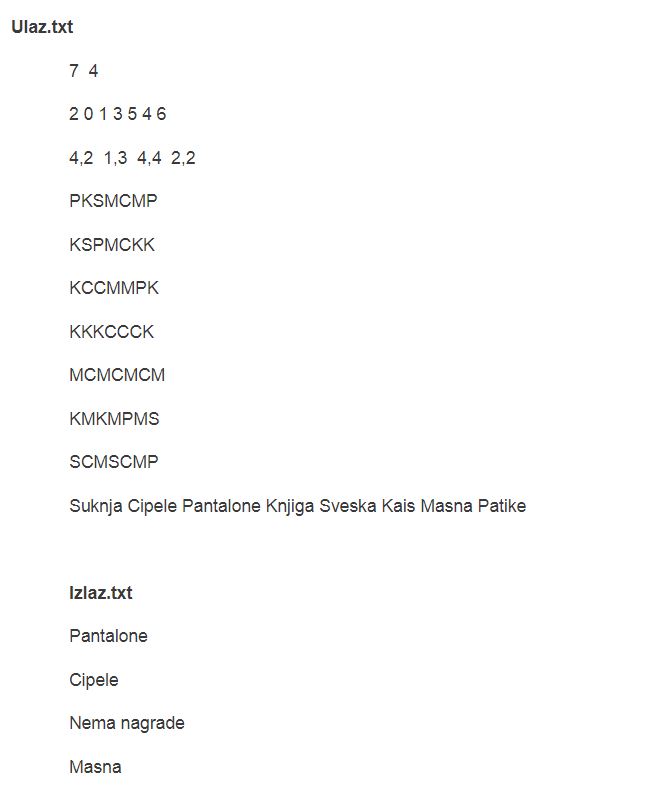 Ulaz.txt
7  4
2 0 1 3 5 4 6
4,2  1,3  4,4  2,2
PKSMCMP
KSPMCKK
KCCMMPK
KKKCCCK
MCMCMCM
KMKMPMS
SCMSCMP
Suknja Cipele Pantalone Knjiga Sveska Kais Masna Patike
Izlaz.txt
Pantalone
Cipele
Nema nagrade
Masna